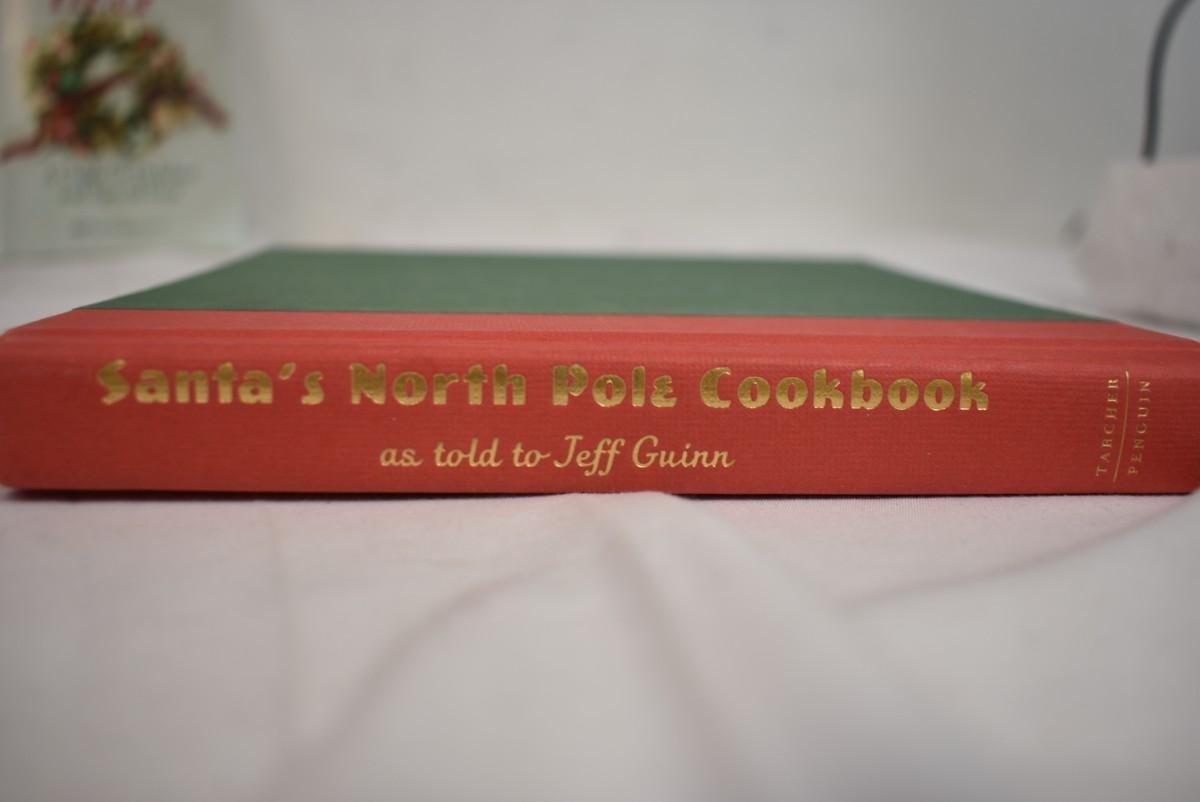 Santa's North Pole Cookbook
as told to Jeff Guinn
TARCHER
PENGUIN